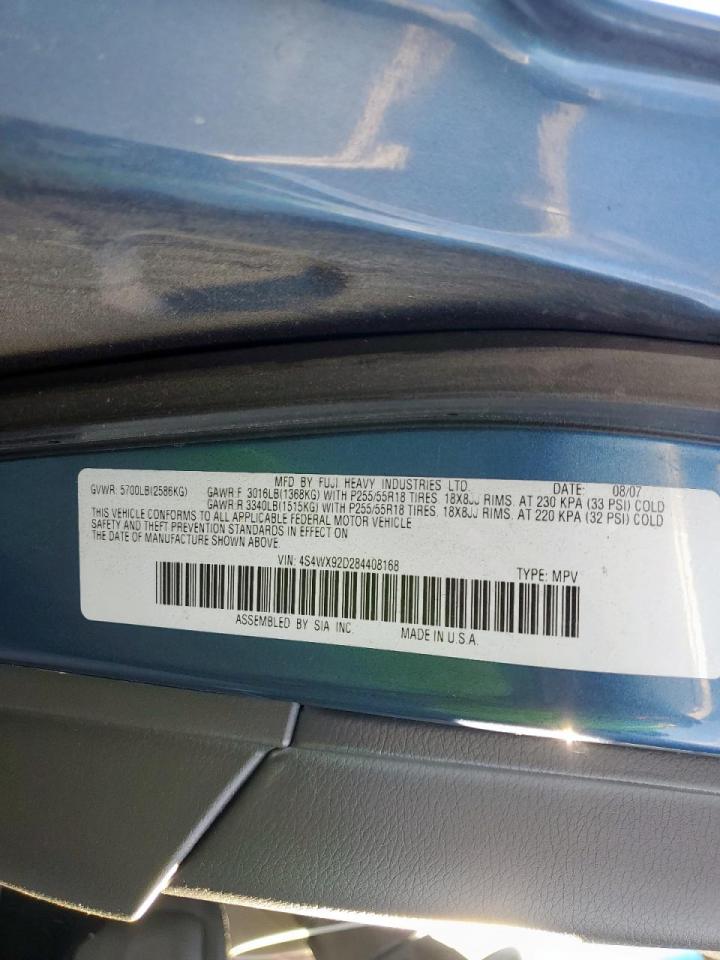 MFD BY FUJI HEAVY INDUSTRIES LTD. DATE: 08/07
GVWR: 5700LB(2586KG) GAWR:F 3016LB(1368KG) WITH P255/55R18 TIRES. 18X8JJ RIMS. AT 230 KPA (33 PSI) COLD
GAWR:R 3340LB(1515KG) WITH P255/55R18 TIRES. 18X8JJ RIMS. AT 220 KPA (32 PSI) COLD
THIS VEHICLE CONFORMS TO ALL APPLICABLE FEDERAL MOTOR VEHICLE
SAFETY AND THEFT PREVENTION STANDARDS IN EFFECT ON
THE DATE OF MANUFACTURE SHOWN ABOVE.
VIN: 4S4WX92D284408168 TYPE: MPV
ASSEMBLED BY SIA INC. MADE IN U.S.A.